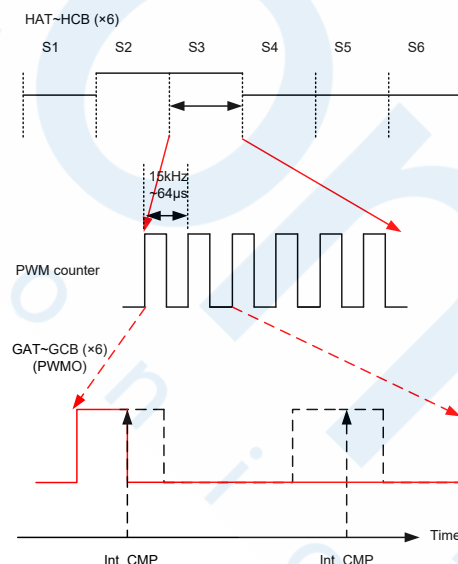 HAT~HCB (×6)
S1 S2 S3 S4 S5 S6
15kHz
~64μs
PWM counter
GAT~GCB (×6)
(PWMO)
Time
Int_CMP Int_CMP